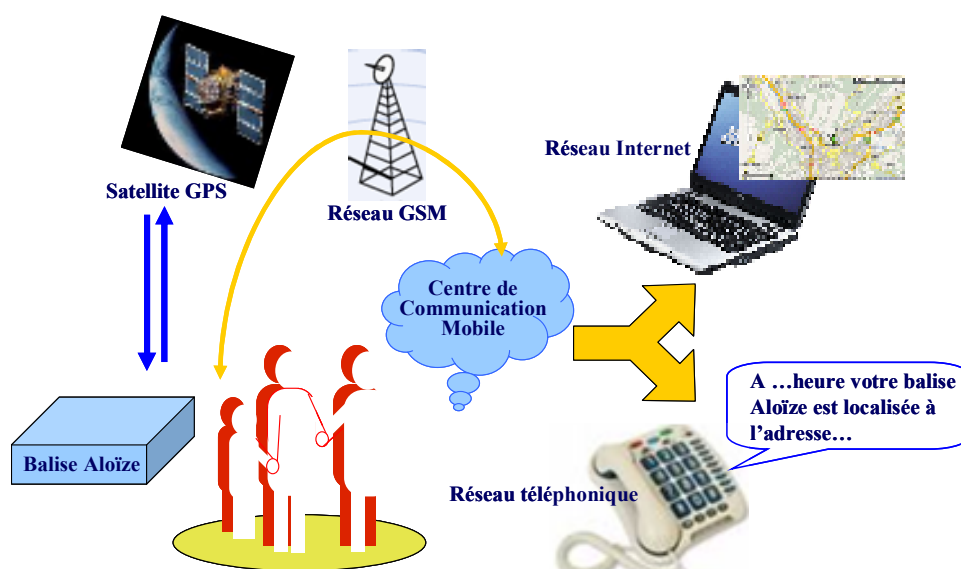 Satellite GPS
Réseau GSM
Réseau Internet
Centre de
Communication
Mobile
Balise Aloïze
A …heure votre balise
Aloïze est localisée à
l’adresse…
Réseau téléphonique